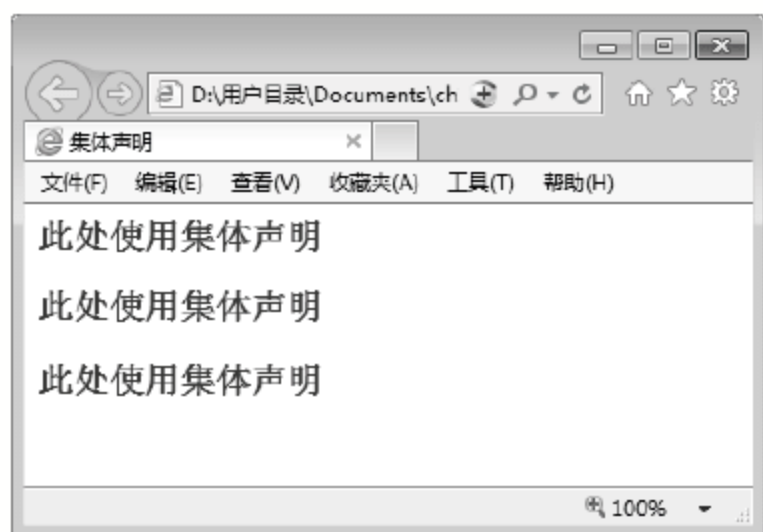 D:\用户目录\Documents\ch
集体声明
文件(F) 编辑(E) 查看(V) 收藏夹(A) 工具(T) 帮助(H)
此处使用集体声明
此处使用集体声明
此处使用集体声明
100%